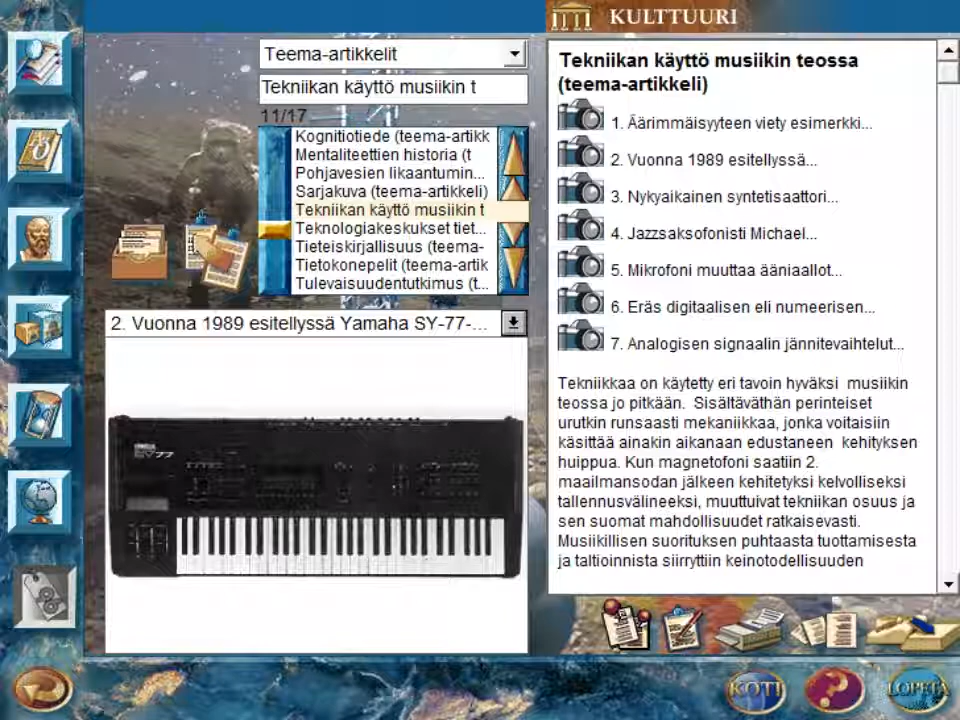 KULTTUURI
Teema-artikkelit
Tekniikan käyttö musiikin t
11/17
Kognitiotiede (teema-artikk
Mentaliteettien historia (t
Pohjavesien likaantumin...
Sarjakuva (teema-artikkeli)
Tekniikan käyttö musiikin t
Teknologiakeskukset tiet...
Tieteiskirjallisuus (teema-
Tietokonepelit (teema-artik
Tulevaisuudentutkimus (t...
2. Vuonna 1989 esitellyssä Yamaha SY-77-...
YAMAHA
SY77
Tekniikan käyttö musiikin teossa
(teema-artikkeli)
1. Äärimmäisyyteen viety esimerkki...
2. Vuonna 1989 esitellyssä...
3. Nykyaikainen syntetisaattori...
4. Jazzsaksofonisti Michael...
5. Mikrofoni muuttaa ääniaallot...
6. Eräs digitaalisen eli numeerisen...
7. Analogisen signaalin jännitevaihtelut...
Tekniikkaa on käytetty eri tavoin hyväksi musiikin
teossa jo pitkään. Sisältäväthän perinteiset
urutkin runsaasti mekaniikkaa, jonka voitaisiin
käsittää ainakin aikanaan edustaneen kehityksen
huippua. Kun magnetofoni saatiin 2.
maailmansodan jälkeen kehitetyksi kelvolliseksi
tallennusvälineeksi, muuttuivat tekniikan osuus ja
sen suomat mahdollisuudet ratkaisevasti.
Musiikillisen suorituksen puhtaasta tuottamisesta
ja taltioinnista siirryttiin keinotodellisuuden
KOTI
?
LOPETA